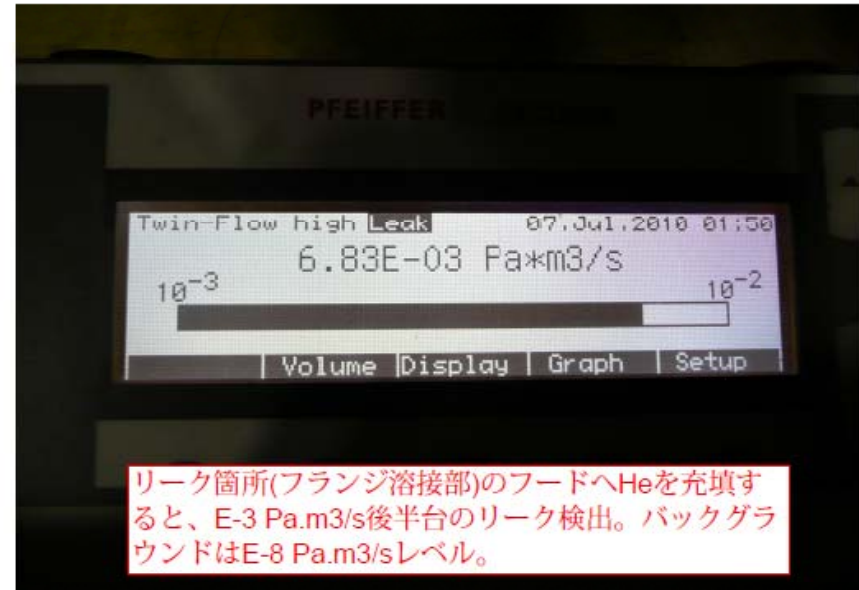 PFEIFFER
Twin-Flow high Leak 07.Jul.2010 01:50
6.83E-03 Pa*m3/s
10-3 10-2
Volume Display Graph Setup
リーク箇所(フランジ溶接部)のフードへHeを充填す
ると、E-3 Pa.m3/s後半台のリーク検出。バックグラ
ウンドはE-8 Pa.m3/sレベル。